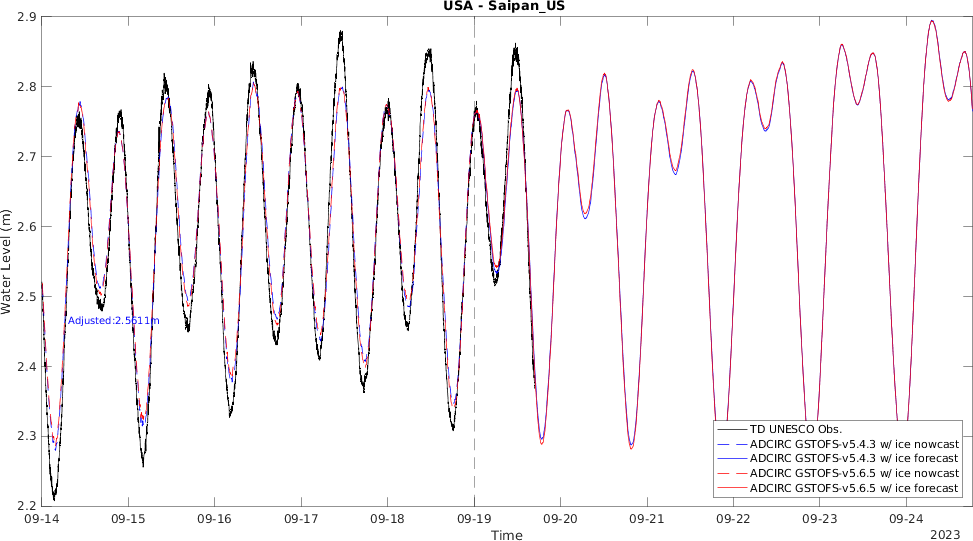 USA - Saipan_US
2.9
2.8
2.7
2.6
2.5
2.4
2.3
2.2
Water Level (m)
Adjusted:2.5611m
TD UNESCO Obs.
ADCIRC GSTOFS-v5.4.3 w/ ice nowcast
ADCIRC GSTOFS-v5.4.3 w/ ice forecast
ADCIRC GSTOFS-v5.6.5 w/ ice nowcast
ADCIRC GSTOFS-v5.6.5 w/ ice forecast
09-14 09-15 09-16 09-17 09-18 09-19 09-20 09-21 09-22 09-23 09-24
Time
2023